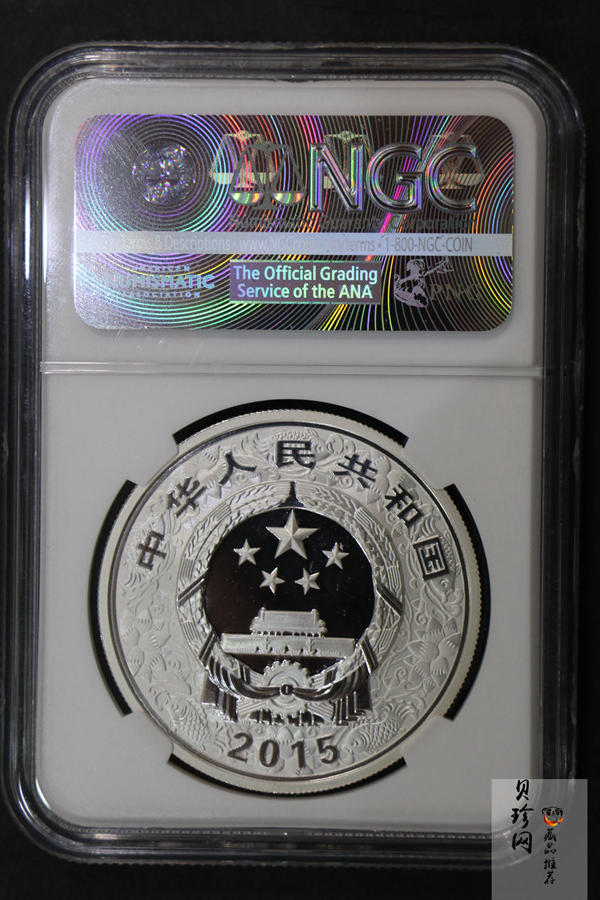 NGC
Terms & Descriptions • www.NGCcoin.com/terms • 1-800-NGC-COIN
NUMISMATIC
ASSOCIATION
The Official Grading
Service of the ANA
PNG
中华人民共和国
2015
贝珍网
藏品推荐